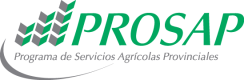 PROSAP
Programa de Servicios Agrícolas Provinciales